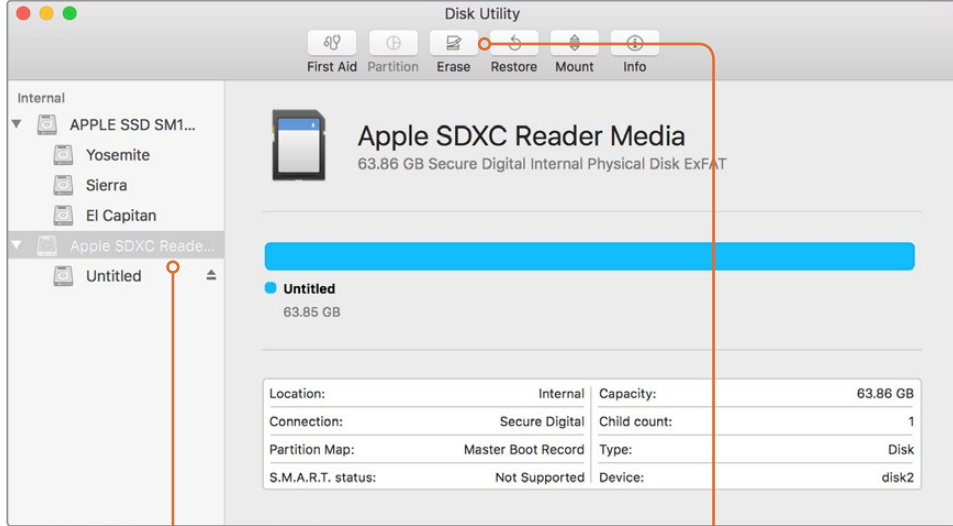 Disk Utility
First Aid Partition Erase Restore Mount Info
Internal
APPLE SSD SM1...
Yosemite
Sierra
El Capitan
Apple SDXC Reade...
Untitled
Apple SDXC Reader Media
63.86 GB Secure Digital Internal Physical Disk ExFAT
Untitled
63.85 GB
Location: Internal Capacity: 63.86 GB
Connection: Secure Digital Child count: 1
Partition Map: Master Boot Record Type: Disk
S.M.A.R.T. status: Not Supported Device: disk2